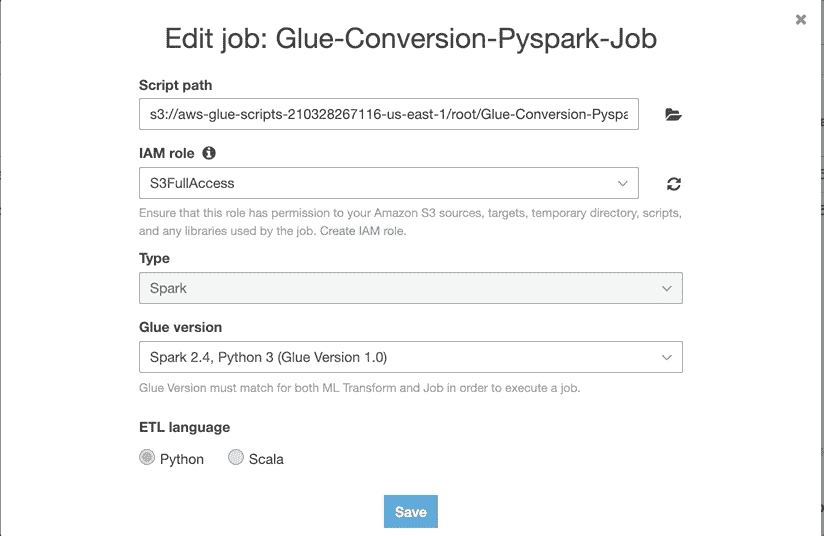 Edit job: Glue-Conversion-Pyspark-Job
Script path
s3://aws-glue-scripts-210328267116-us-east-1/root/Glue-Conversion-Pyspa
IAM role
S3FullAccess
Ensure that this role has permission to your Amazon S3 sources, targets, temporary directory, scripts,
and any libraries used by the job. Create IAM role.
Type
Spark
Glue version
Spark 2.4, Python 3 (Glue Version 1.0)
Glue Version must match for both ML Transform and Job in order to execute a job.
ETL language
Python Scala
Save